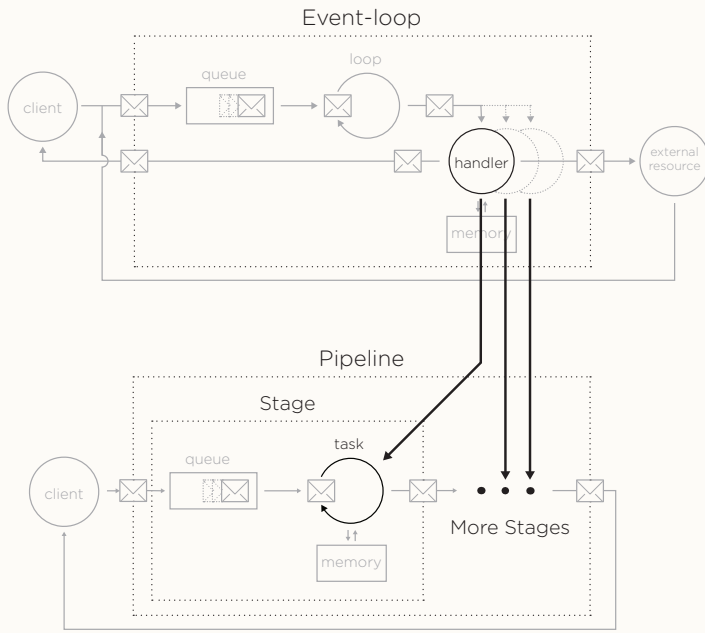 Event-loop
loop
queue
client
handler
external
resource
memory
Pipeline
Stage
task
queue
client
More Stages
memory